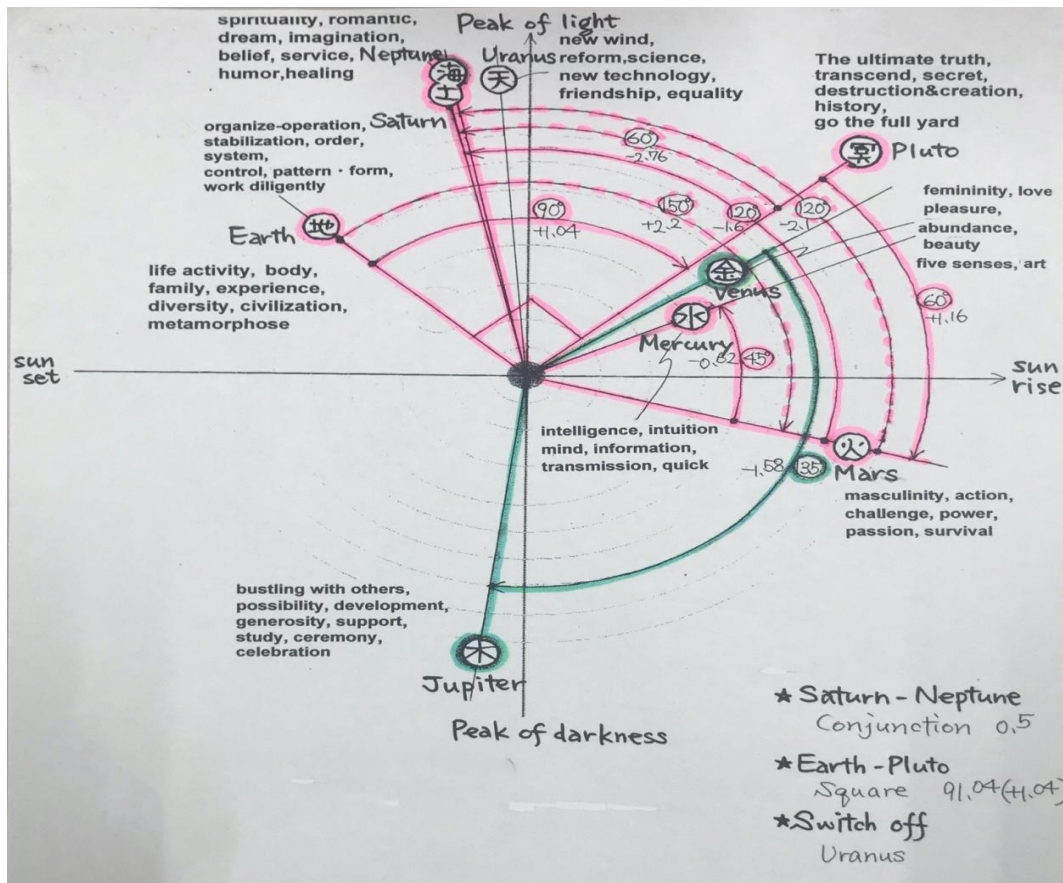 spirituality, romantic,
dream, imagination,
belief, service, Neptune
humor,healing
海
土
Saturn
Peak of light
Uranus
天
new wind,
reform,science,
new technology,
friendship, equality
The ultimate truth,
transcend, secret,
destruction&creation,
history,
go the full yard
冥 Pluto
organize-operation,
stabilization, order,
system,
control, pattern・form,
work diligently
地
Earth
life activity, body,
family, experience,
diversity, civilization,
metamorphose
60°
-2.76
90°
+1.04
150°
+2.2
120°
-1.6
120°
-2.1
femininity, love
pleasure,
abundance,
beauty
five senses, art
金
Venus
水
Mercury
60°
+1.16
45°
sun
set
sun
rise
intelligence, intuition
mind, information,
transmission, quick
-1.58 135
火
Mars
masculinity, action,
challenge, power,
passion, survival
bustling with others,
possibility, development,
generosity, support,
study, ceremony,
celebration
木
Jupiter
Peak of darkness
★Saturn-Neptune
Conjunction 0.5
★Earth-Pluto
Square 91.04(+1.04)
★Switch off
Uranus